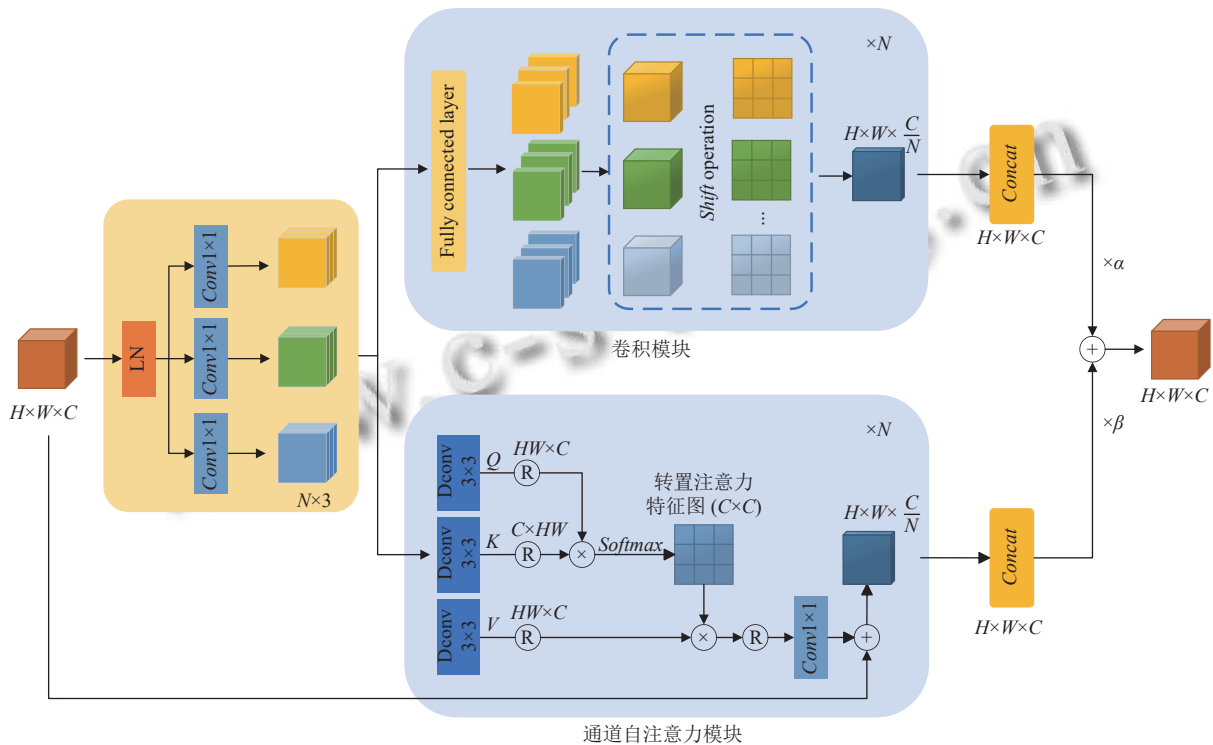 ×N
Fully connected layer
Shift operation
...
H×W×C/N
Concat
H×W×C
×α
卷积模块
H×W×C
LN
Conv1×1
Conv1×1
Conv1×1
N×3
+
H×W×C
×β
×N
Dconv
3×3
Q
HW×C
R
Dconv
3×3
K
C×HW
R
×
Softmax
转置注意力
特征图 (C×C)
Dconv
3×3
V
HW×C
R
×
R
Conv1×1
+
H×W×C/N
Concat
H×W×C
通道自注意力模块